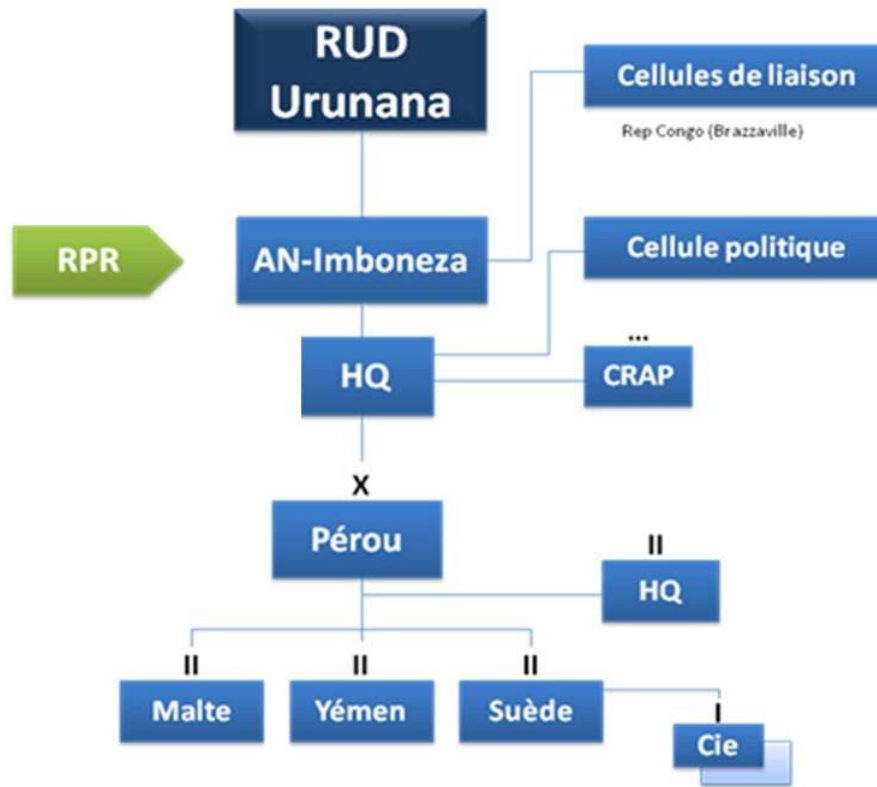 RUD
Urunana
Cellules de liaison
Rep Congo (Brazzaville)
RPR
AN-Imboneza
Cellule politique
HQ
...
CRAP
X
Pérou
II
HQ
II
Malte
II
Yémen
II
Suède
I
Cie